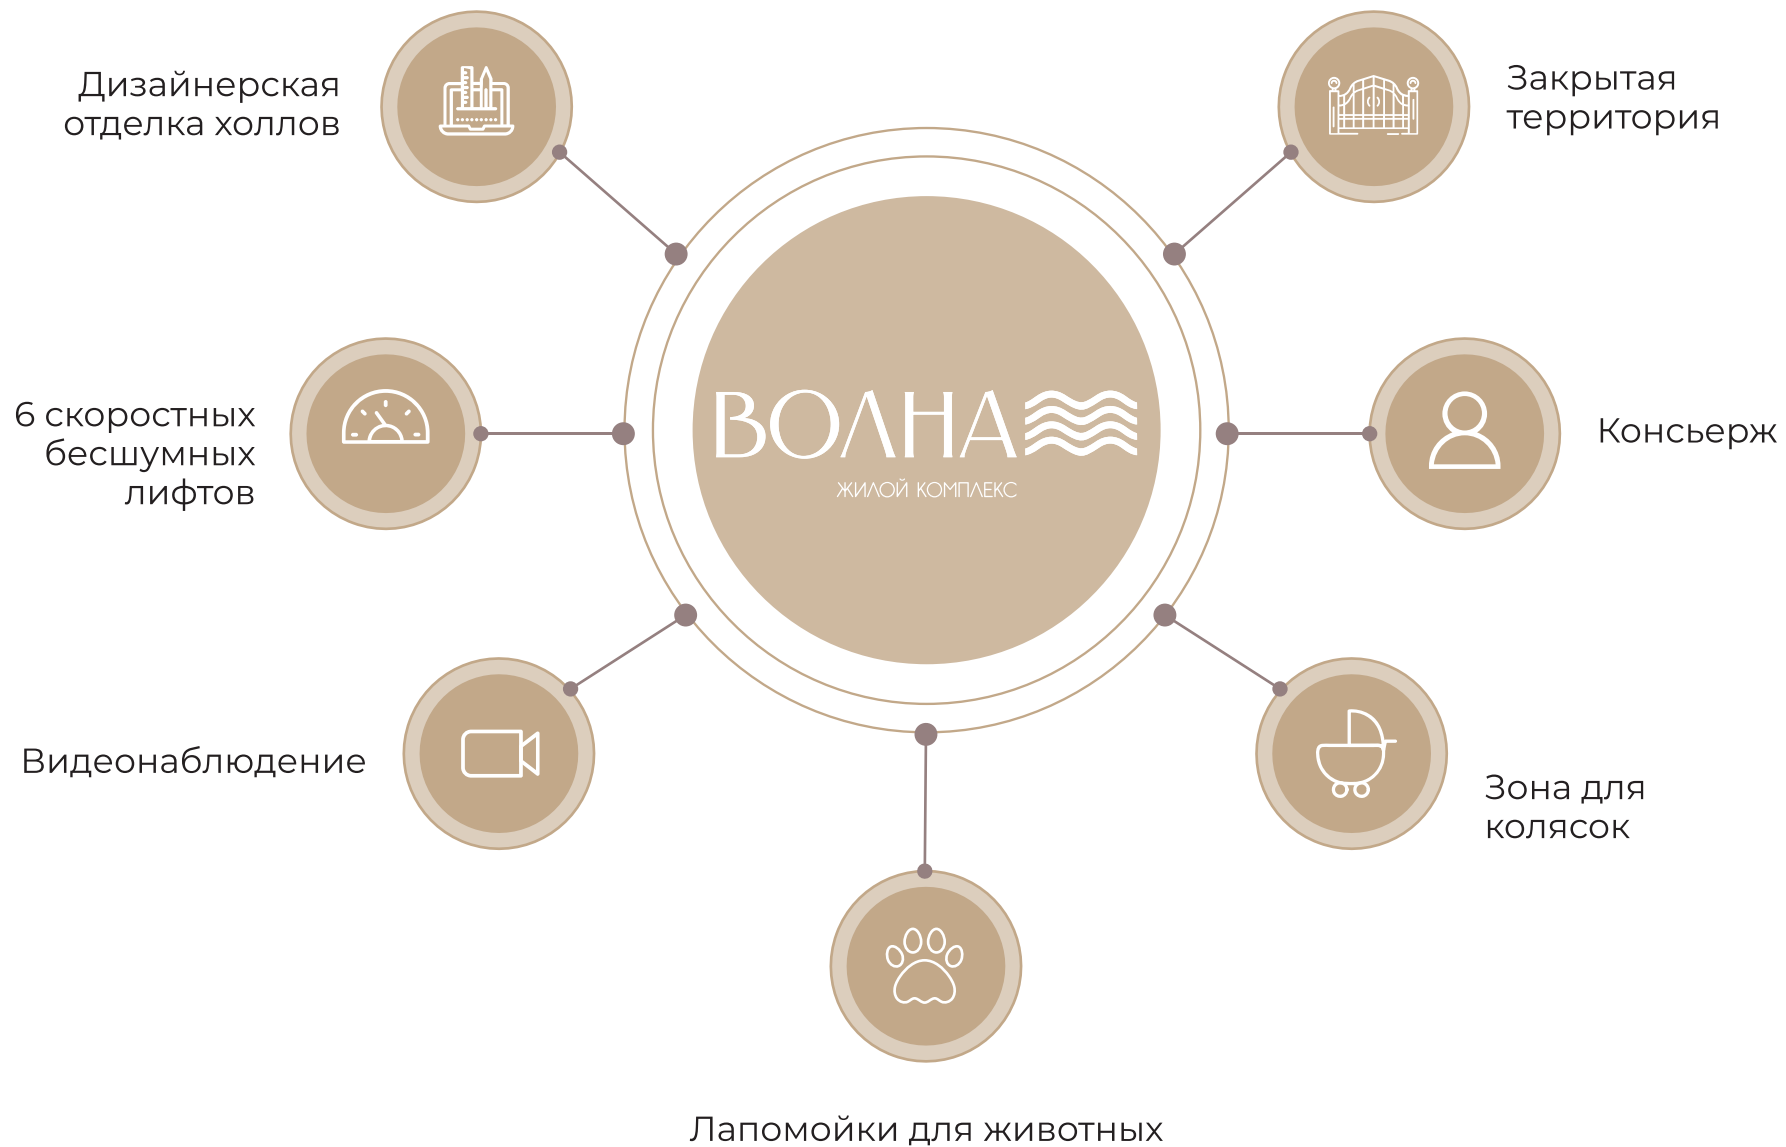 Дизайнерская
отделка холлов
Закрытая
территория
6 скоростных
бесшумных
лифтов
ВОЛНА
ЖИЛОЙ КОМПЛЕКС
Консьерж
Видеонаблюдение
Зона для
колясок
Лапомойки для животных